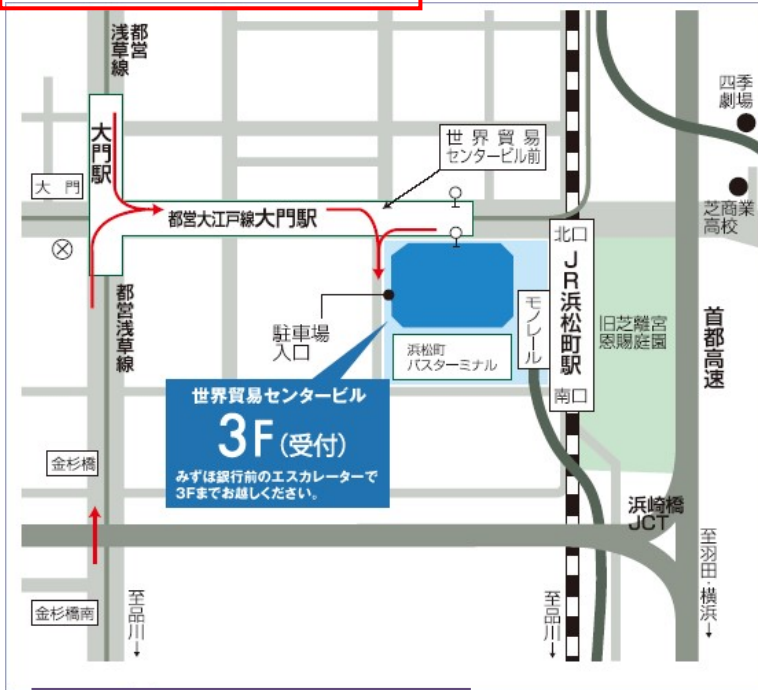 都営
浅草線
四季
劇場
大門駅
世界貿易
センタービル前
大門
都営大江戸線大門駅
芝商業
高校
北口
JR浜松町駅
南口
モノレール
都営浅草線
駐車場
入口
浜松町
バスターミナル
旧芝離宮
恩賜庭園
首都高速
世界貿易センタービル
3F(受付)
みずほ銀行前のエスカレーターで
3Fまでお越しください。
金杉橋
浜崎橋
JCT
金杉橋南
至品川→
至品川→
至羽田・横浜→